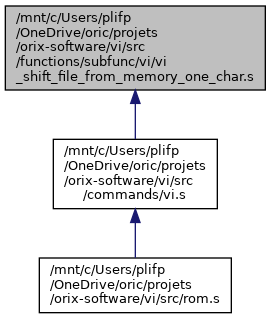 /mnt/c/Users/plifp
/OneDrive/oric/projets
/orix-software/vi/src
/functions/subfunc/vi/vi
_shift_file_from_memory_one_char.s
/mnt/c/Users/plifp
/OneDrive/oric/projets
/orix-software/vi/src
/commands/vi.s
/mnt/c/Users/plifp
/OneDrive/oric/projets
/orix-software/vi/src/rom.s